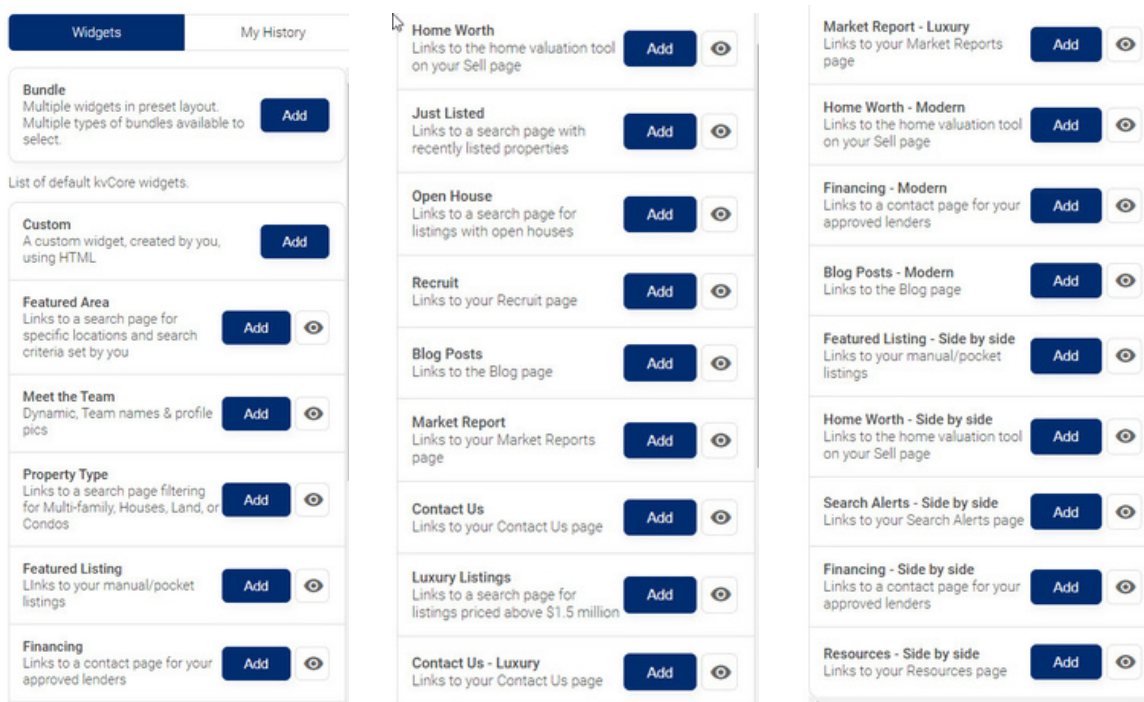 Widgets
My History
Bundle
Multiple widgets in preset layout.
Multiple types of bundles available to
select.
Add
List of default kvCore widgets.
Custom
A custom widget, created by you,
using HTML
Add
Featured Area
Links to a search page for
specific locations and search
criteria set by you
Add
Meet the Team
Dynamic, Team names & profile
pics
Add
Property Type
Links to a search page filtering
for Multi-family, Houses, Land, or
Condos
Add
Featured Listing
LInks to your manual/pocket
listings
Add
Financing
Links to a contact page for your
approved lenders
Add
Home Worth
Links to the home valuation tool
on your Sell page
Add
Just Listed
Links to a search page with
recently listed properties
Add
Open House
Links to a search page for
listings with open houses
Add
Recruit
Links to your Recruit page
Add
Blog Posts
Links to the Blog page
Add
Market Report
Links to your Market Reports
page
Add
Contact Us
Links to your Contact Us page
Add
Luxury Listings
Links to a search page for
listings priced above $1.5 million
Add
Contact Us - Luxury
Links to your Contact Us page
Add
Market Report - Luxury
Links to your Market Reports
page
Add
Home Worth - Modern
Links to the home valuation tool
on your Sell page
Add
Financing - Modern
Links to a contact page for your
approved lenders
Add
Blog Posts - Modern
Links to the Blog page
Add
Featured Listing - Side by side
Links to your manual/pocket
listings
Add
Home Worth - Side by side
Links to the home valuation tool
on your Sell page
Add
Search Alerts - Side by side
Links to your Search Alerts page
Add
Financing - Side by side
Links to a contact page for your
approved lenders
Add
Resources - Side by side
Links to your Resources page
Add